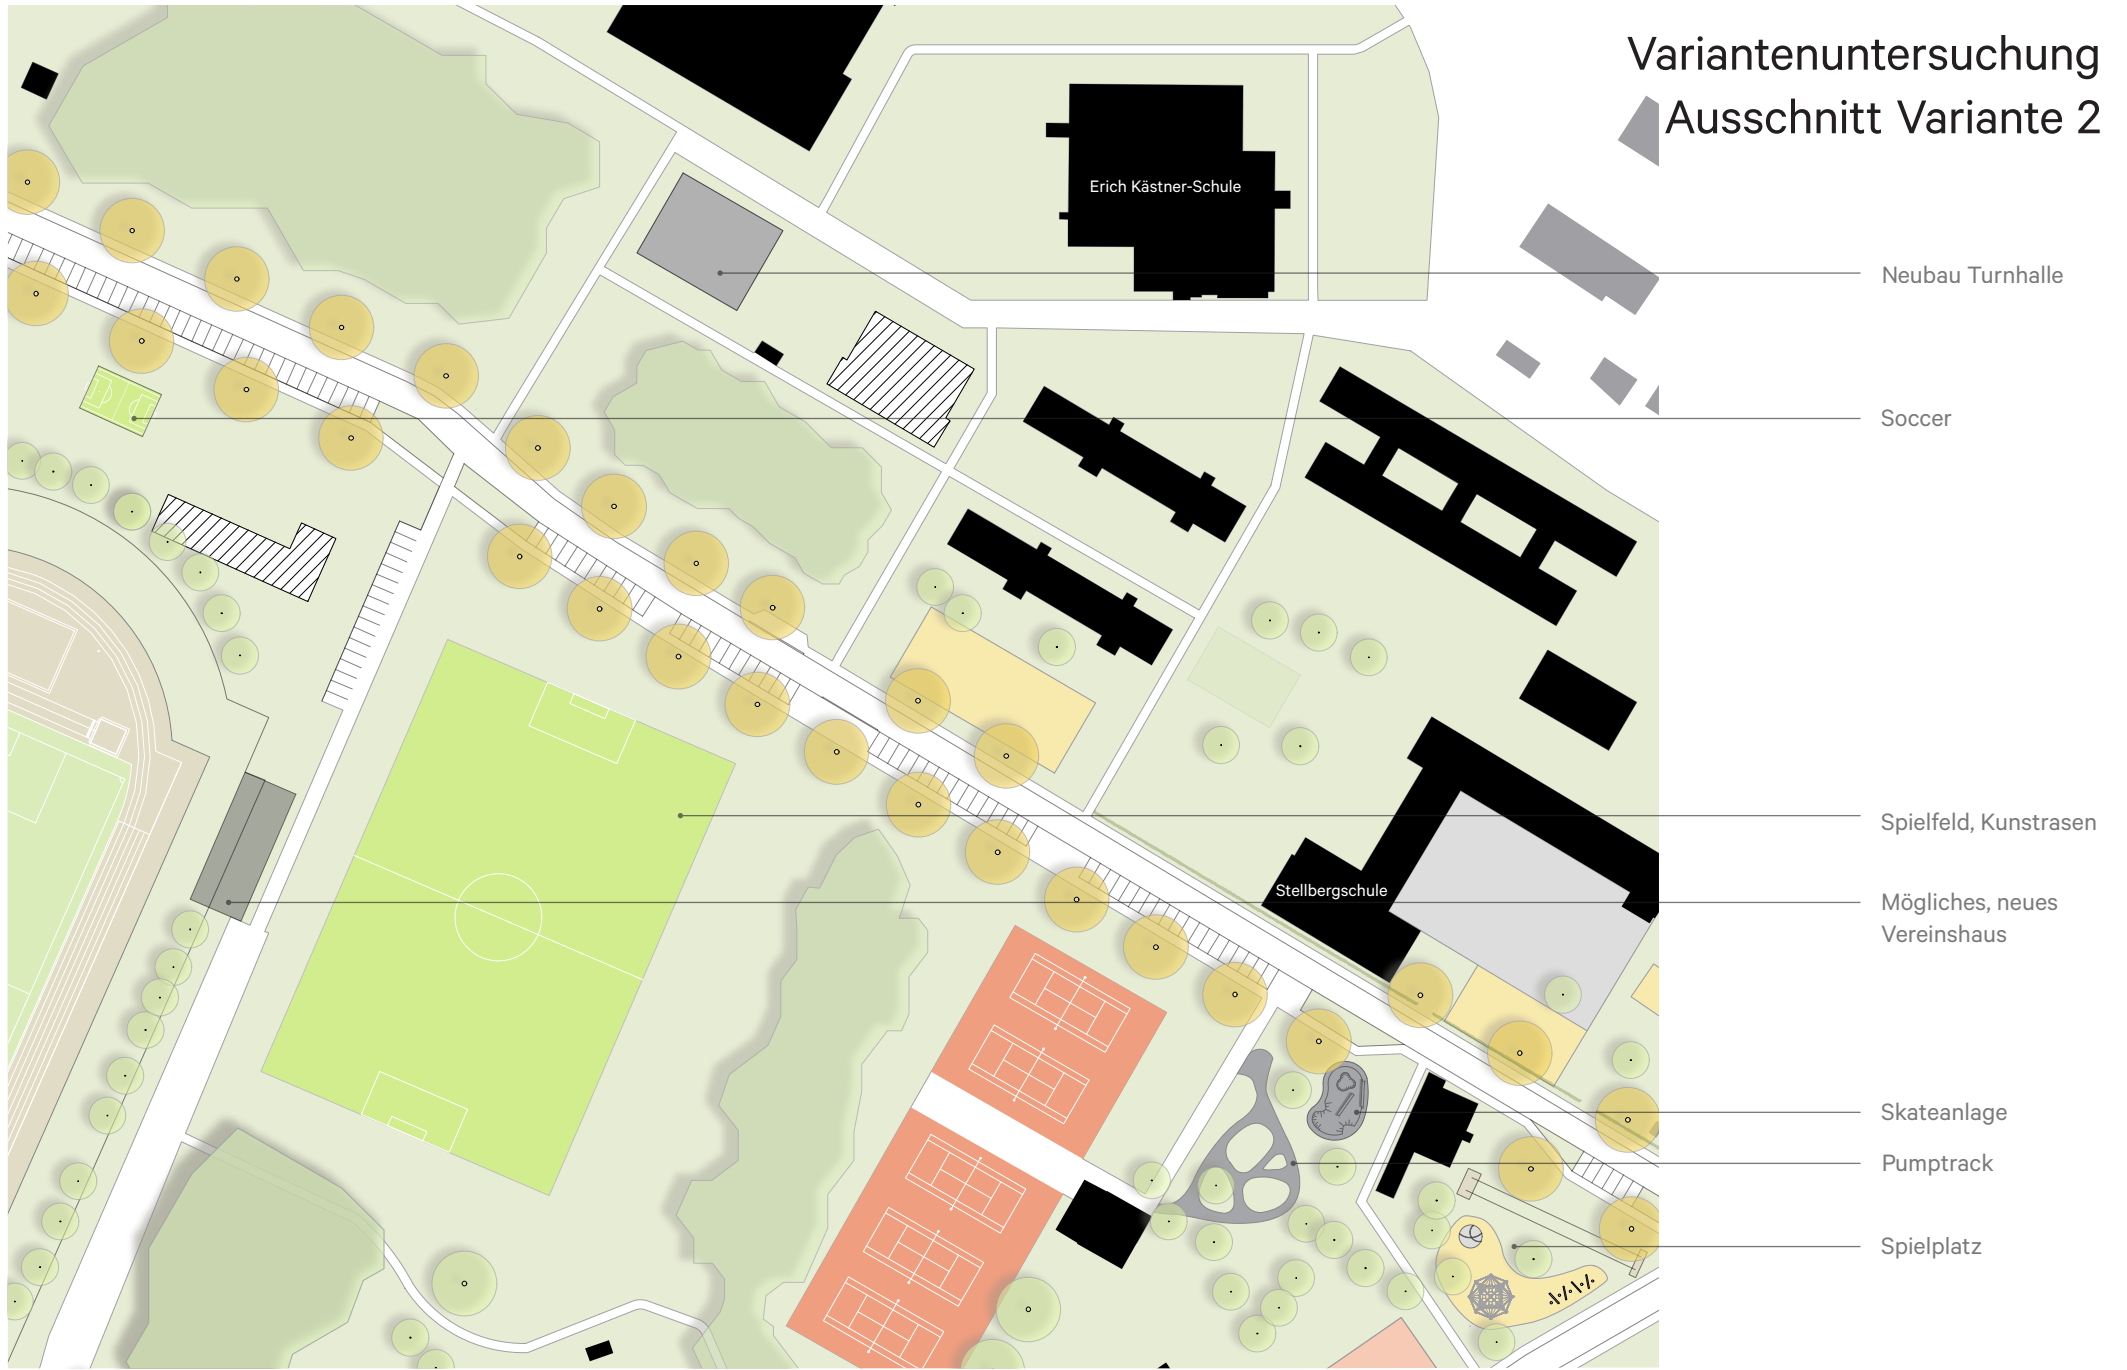 Variantenuntersuchung
Ausschnitt Variante 2
Erich Kästner-Schule
Neubau Turnhalle
Soccer
Spielfeld, Kunstrasen
Stellbergschule
Mögliches, neues
Vereinshaus
Skateanlage
Pumptrack
Spielplatz